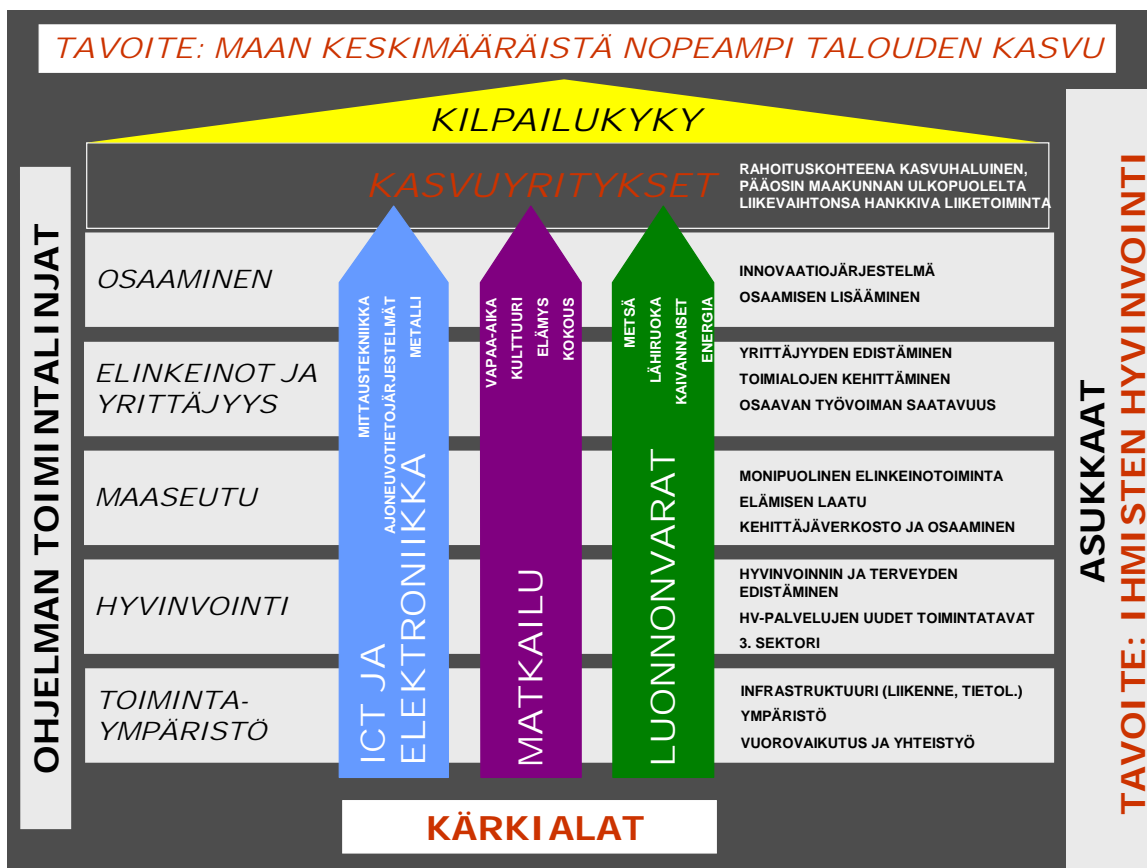 TAVOITE: MAAN KESKIMÄÄRÄISTÄ NOPEAMPI TALOUDEN KASVU
KILPAILUKYKY
KASVUYRITYKSET
RAHOITUSKOHTEENA KASVUHALUINEN,
PÄÄOSIN MAAKUNNAN ULKOPUOLELTA
LIIKEVAIHTONSA HANKKIVA LIIKETOIMINTA
OHJELMAN TOIMINTALINJAT
OSAAMINEN
INNOVAATIOJÄRJESTELMÄ
OSAAMISEN LISÄÄMINEN
ELINKEINOT JA
YRITTÄJYYS
YRITTÄJYYDEN EDISTÄMINEN
TOIMIALOJEN KEHITTÄMINEN
OSAAVAN TYÖVOIMAN SAATAVUUS
MAASEUTU
MONIPUOLINEN ELINKEINOTOIMINTA
ELÄMISEN LAATU
KEHITTÄJÄVERKOSTO JA OSAAMINEN
HYVINVOINTI
HYVINVOINNIN JA TERVEYDEN
EDISTÄMINEN
HV-PALVELUJEN UUDET TOIMINTATAVAT
3. SEKTORI
TOIMINTA-
YMPÄRISTÖ
INFRASTRUKTUURI (LIIKENNE, TIETOL.)
YMPÄRISTÖ
VUOROVAIKUTUS JA YHTEISTYÖ
MITTAUSTEKNIIKKA
AJONEUVOTIETOJÄRJESTELMÄT
METALLI
ICT JA
ELEKTRONIIKKA
VAPAA-AIKA
KULTTUURI
ELÄMYS
KOKOUS
MATKAILU
METSÄ
LÄHIRUOKA
KAIVANNAISET
ENERGIA
LUONNONVARAT
KÄRKIALAT
ASUKKAAT
TAVOITE: IHMISTEN HYVINVOINTI